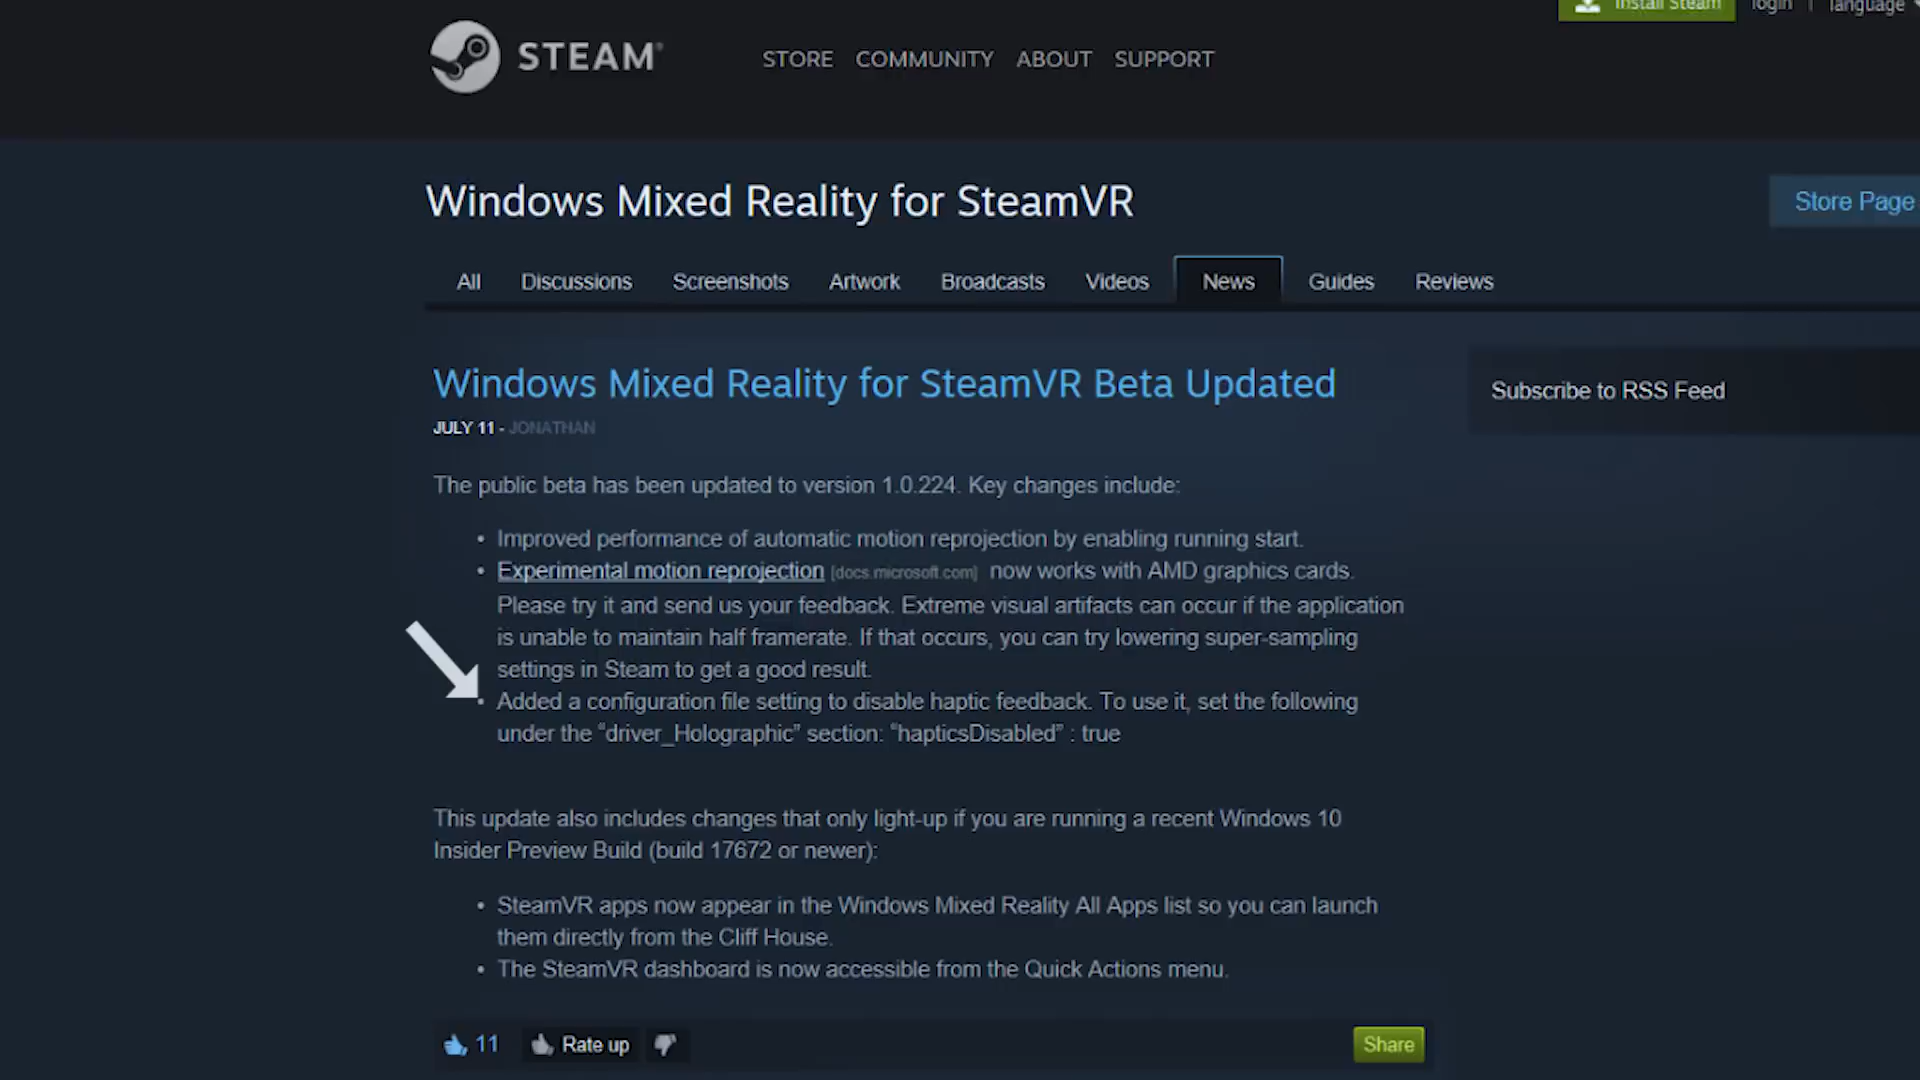 Install Steam
login | language
STEAM®
STORE COMMUNITY ABOUT SUPPORT
Windows Mixed Reality for SteamVR
Store Page
All Discussions Screenshots Artwork Broadcasts Videos News Guides Reviews
Windows Mixed Reality for SteamVR Beta Updated
JULY 11 - JONATHAN
Subscribe to RSS Feed
The public beta has been updated to version 1.0.224. Key changes include:
• Improved performance of automatic motion reprojection by enabling running start.
• Experimental motion reprojection [docs.microsoft.com] now works with AMD graphics cards.
Please try it and send us your feedback. Extreme visual artifacts can occur if the application
is unable to maintain half framerate. If that occurs, you can try lowering super-sampling
settings in Steam to get a good result.
• Added a configuration file setting to disable haptic feedback. To use it, set the following
under the “driver_Holographic” section: “hapticsDisabled” : true
This update also includes changes that only light-up if you are running a recent Windows 10
Insider Preview Build (build 17672 or newer):
• SteamVR apps now appear in the Windows Mixed Reality All Apps list so you can launch
them directly from the Cliff House.
• The SteamVR dashboard is now accessible from the Quick Actions menu.
11 Rate up
Share